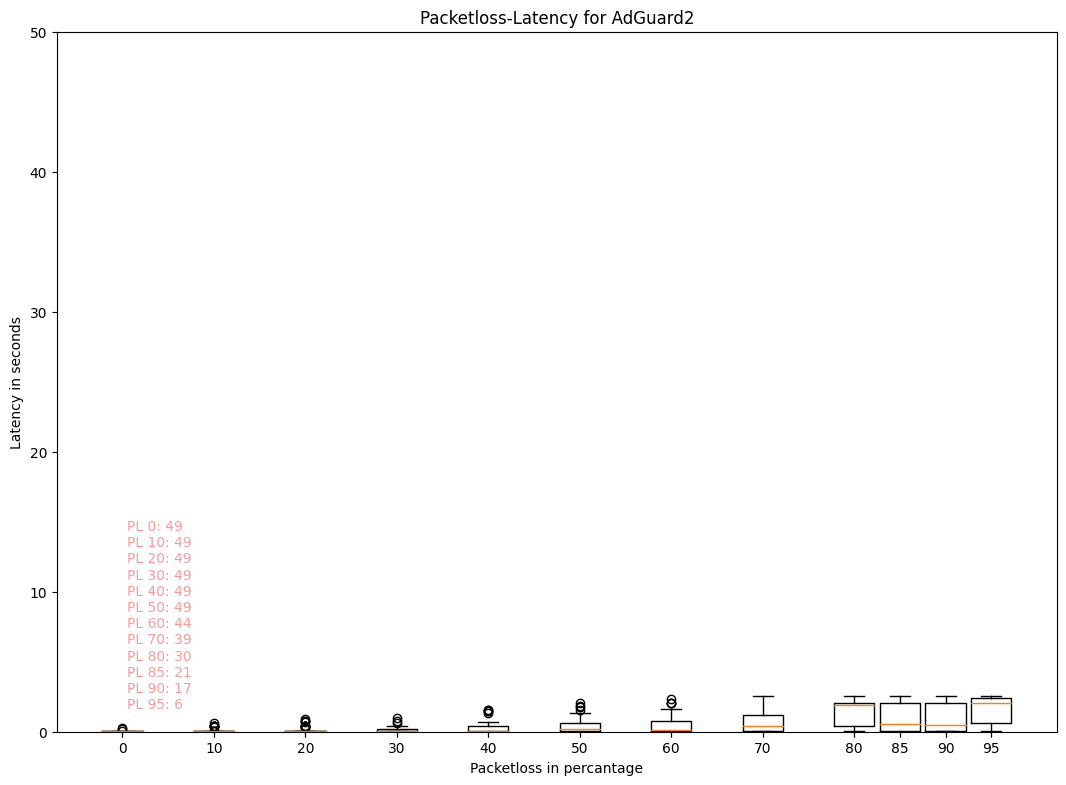 Packetloss-Latency for AdGuard2
50
40
30
20
10
0
Latency in seconds
PL 0: 49
PL 10: 49
PL 20: 49
PL 30: 49
PL 40: 49
PL 50: 49
PL 60: 44
PL 70: 39
PL 80: 30
PL 85: 21
PL 90: 17
PL 95: 6
0 10 20 30 40 50 60 70 80 85 90 95
Packetloss in percantage